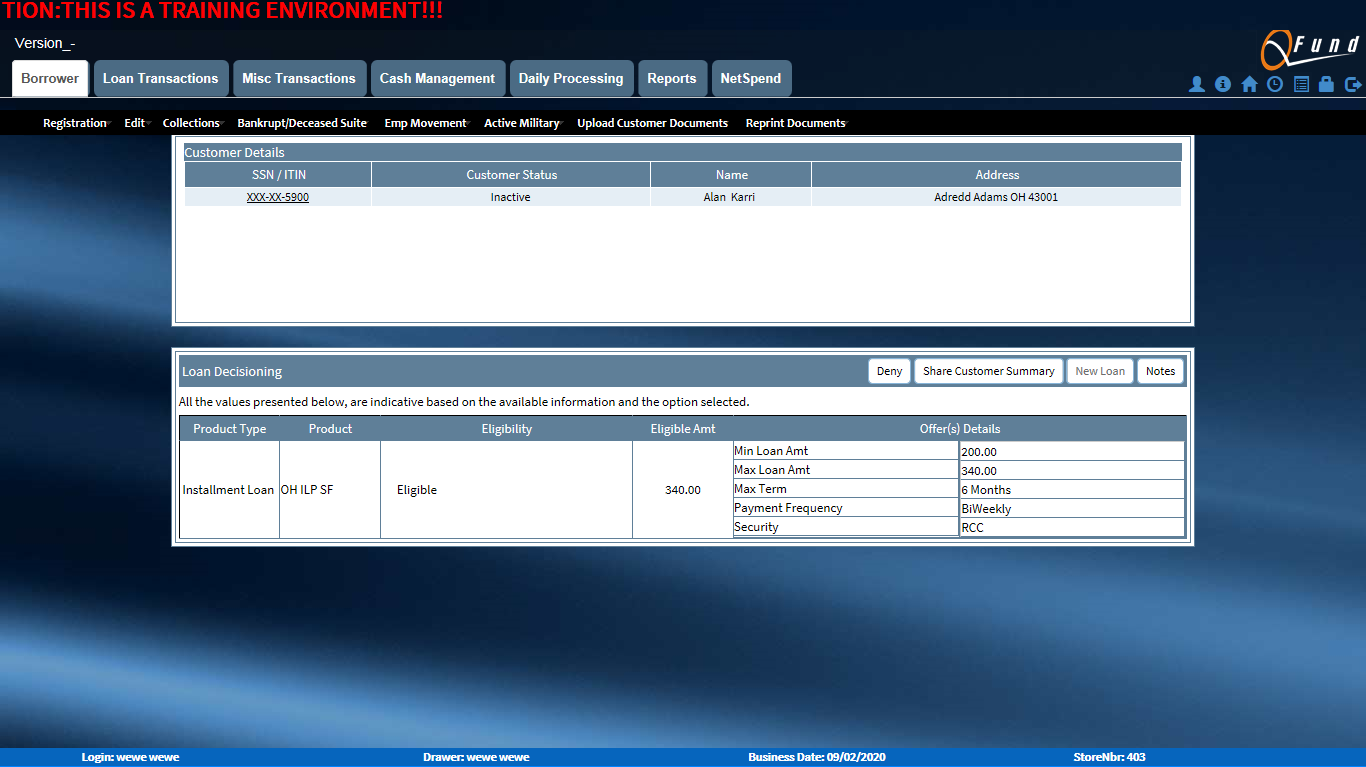 TION:THIS IS A TRAINING ENVIRONMENT!!!
Version_-
QFund
Borrower Loan Transactions Misc Transactions Cash Management Daily Processing Reports NetSpend
Registration Edit Collections Bankrupt/Deceased Suite Emp Movement Active Military Upload Customer Documents Reprint Documents
Customer Details
SSN / ITIN Customer Status Name Address
XXX-XX-5900 Inactive Alan Karri Adredd Adams OH 43001
Loan Decisioning Deny Share Customer Summary New Loan Notes
All the values presented below, are indicative based on the available information and the option selected.
Product Type Product Eligibility Eligible Amt Offer(s) Details
Min Loan Amt 200.00
Max Loan Amt 340.00
Installment Loan OH ILP SF Eligible 340.00 Max Term 6 Months
Payment Frequency BiWeekly
Security RCC
Login: wewe wewe Drawer: wewe wewe Business Date: 09/02/2020 StoreNbr: 403